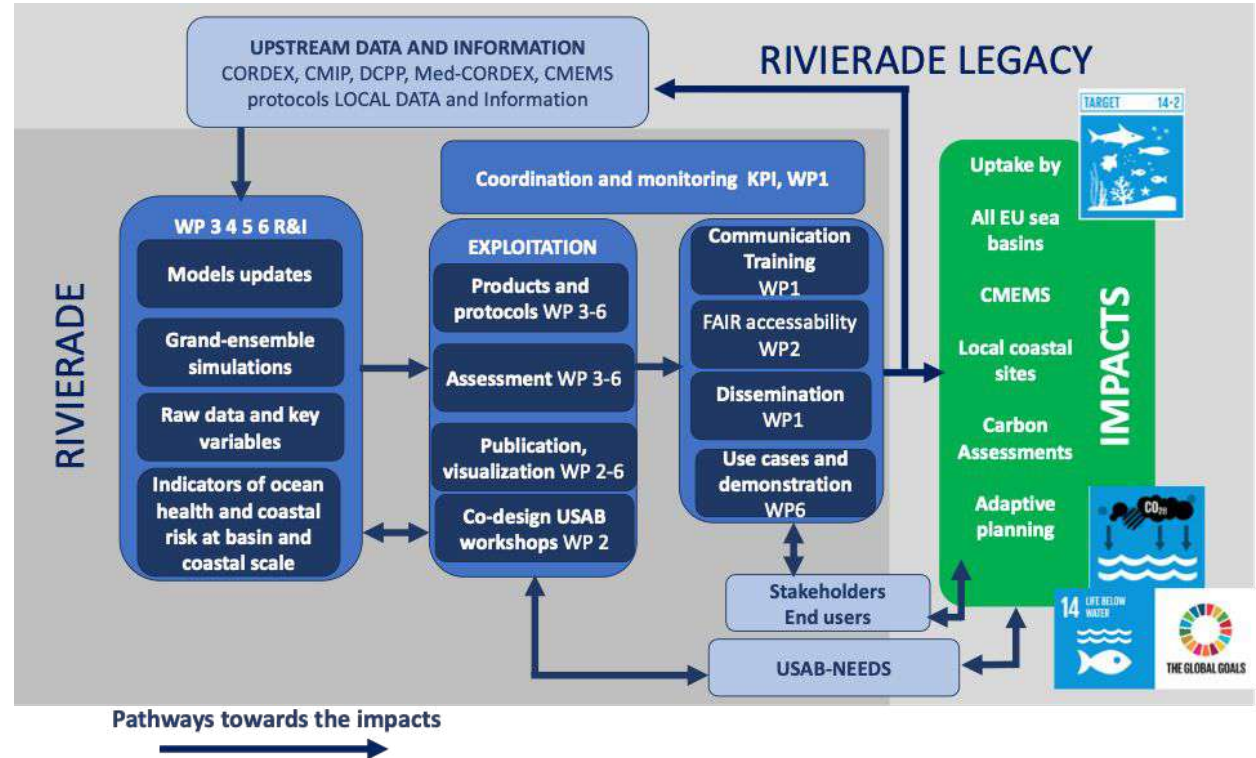 UPSTREAM DATA AND INFORMATION
CORDEX, CMIP, DCPP, Med-CORDEX, CMEMS
protocols LOCAL DATA and Information
RIVIERADE LEGACY
TARGET 14-2
Coordination and monitoring KPI, WP1
RIVIERADE
WP 3 4 5 6 R&I
Models updates
Grand-ensemble
simulations
Raw data and key
variables
Indicators of ocean
health and coastal
risk at basin and
coastal scale
EXPLOITATION
Products and
protocols WP 3-6
Assessment WP 3-6
Publication,
visualization WP 2-6
Co-design USAB
workshops WP 2
Communication
Training
WP1
FAIR accessability
WP2
Dissemination
WP1
Use cases and
demonstration
WP6
Uptake by
All EU sea
basins
CMEMS
Local coastal
sites
Carbon
Assessments
Adaptive
planning
IMPACTS
Stakeholders
End users
USAB-NEEDS
14 LIFE BELOW
WATER
THE GLOBAL GOALS
Pathways towards the impacts